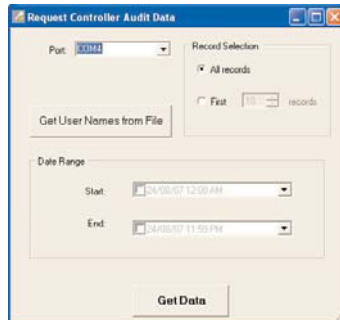 Request Controller Audit Data
Port: COM4
Record Selection
All records
First 10 records
Get User Names from File
Date Range
Start: 24/08/07 12:00 AM
End: 24/08/07 11:59 PM
Get Data